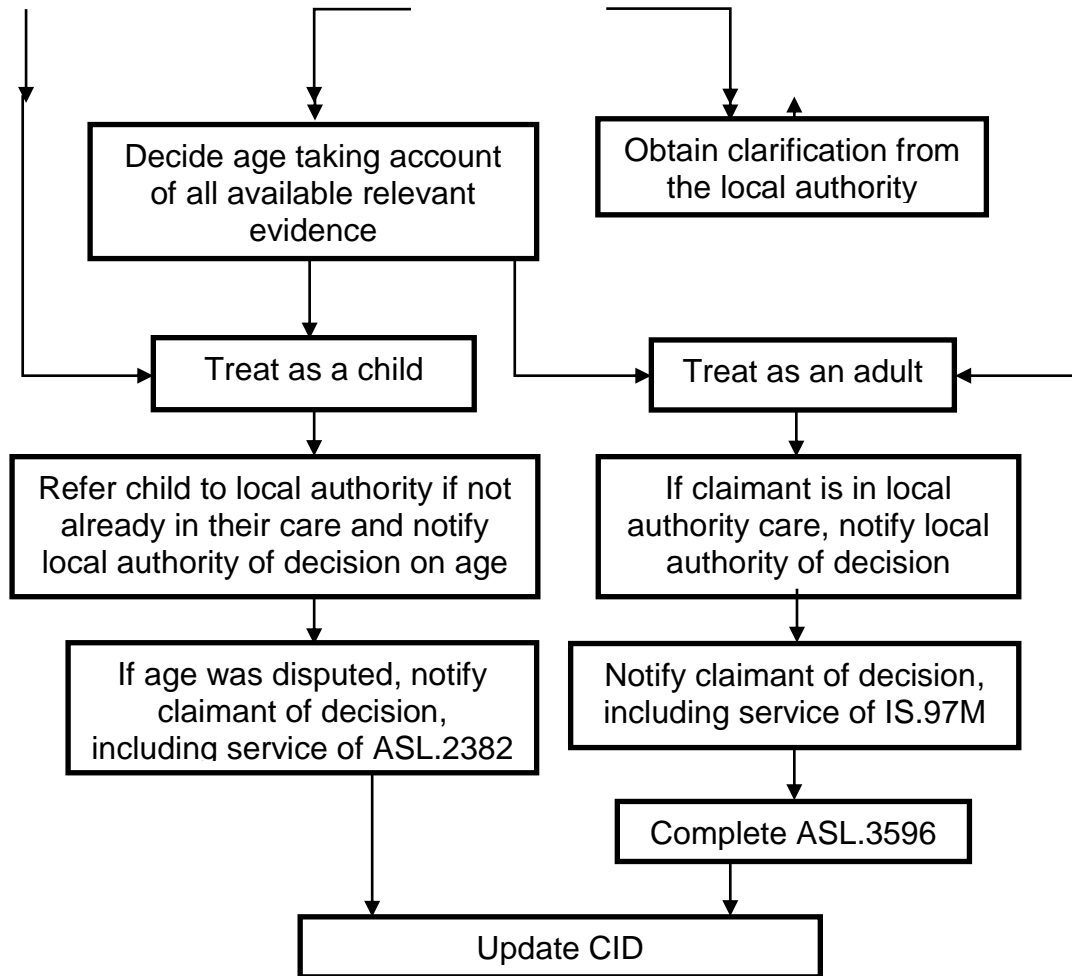 Decide age taking account
of all available relevant
evidence
Obtain clarification from
the local authority
Treat as a child
Treat as an adult
Refer child to local authority if not
already in their care and notify
local authority of decision on age
If claimant is in local
authority care, notify local
authority of decision
If age was disputed, notify
claimant of decision,
including service of ASL.2382
Notify claimant of decision,
including service of IS.97M
Complete ASL.3596
Update CID